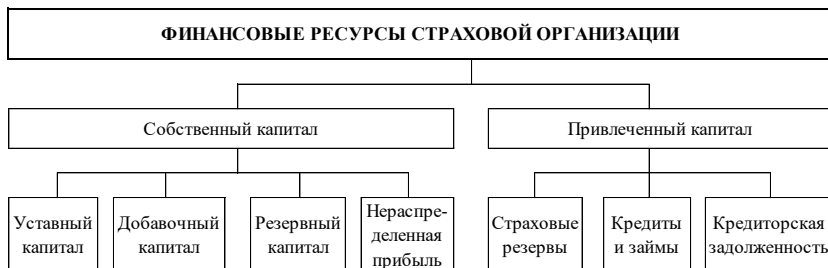 ФИНАНСОВЫЕ РЕСУРСЫ СТРАХОВОЙ ОРГАНИЗАЦИИ
Собственный капитал
Привлеченный капитал
Уставный
капитал
Добавочный
капитал
Резервный
капитал
Нераспре-
деленная
прибыль
Страховые
резервы
Кредиты
и займы
Кредиторская
задолженность